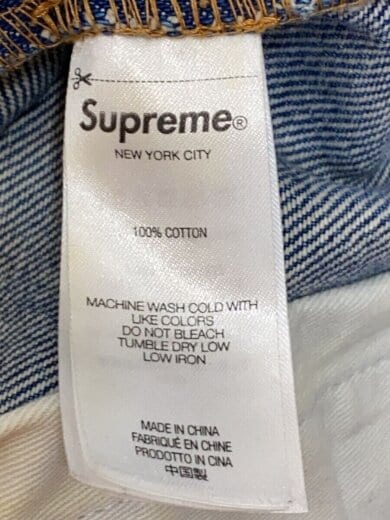 Supreme®
NEW YORK CITY
100% COTTON
MACHINE WASH COLD WITH
LIKE COLORS
DO NOT BLEACH
TUMBLE DRY LOW
LOW IRON
MADE IN CHINA
FABRIQUÉ EN CHINE
PRODOTTO IN CINA
中国製